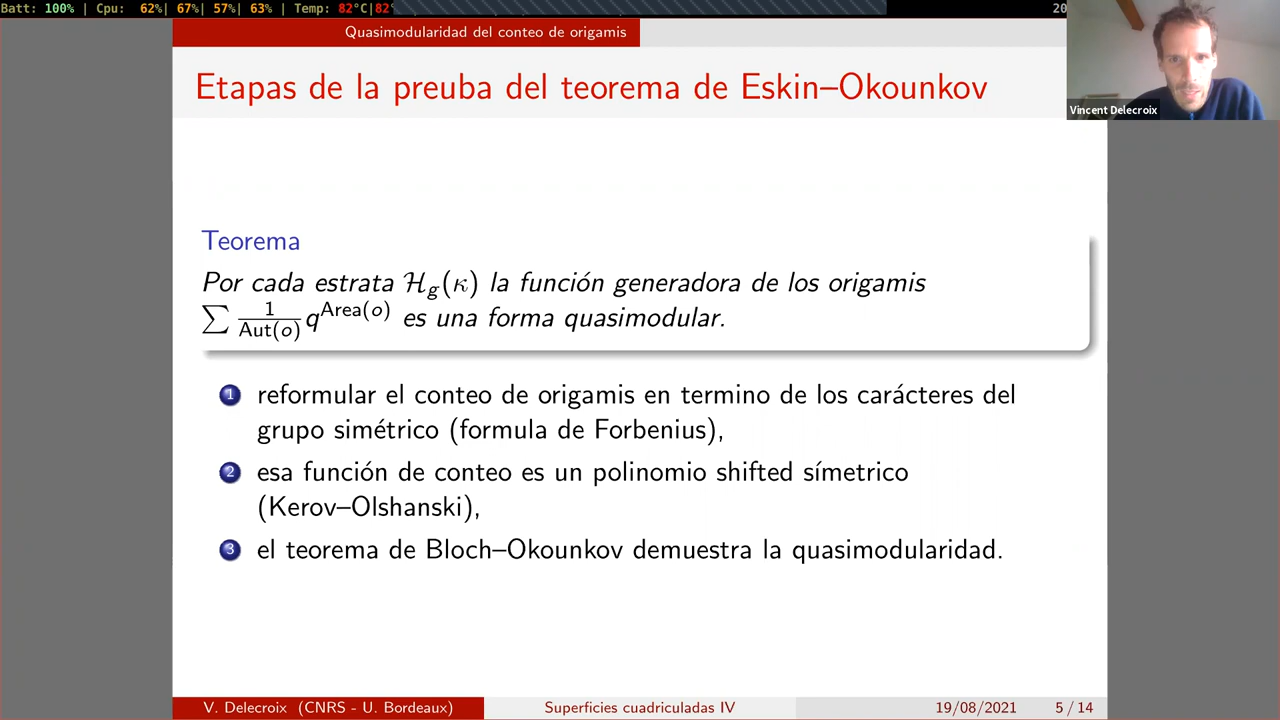 Batt: 100% | Cpu: 62%| 67%| 57%| 63% | Temp: 82°C|82°
20
Quasimodularidad del conteo de origamis
Etapas de la preuba del teorema de Eskin–Okounkov
Vincent Delecroix
Teorema
Por cada estrata ℋg(κ) la función generadora de los origamis
∑ 1/Aut(o) q^Area(o) es una forma quasimodular.
1 reformular el conteo de origamis en termino de los carácteres del
grupo simétrico (formula de Forbenius),
2 esa función de conteo es un polinomio shifted símetrico
(Kerov–Olshanski),
3 el teorema de Bloch–Okounkov demuestra la quasimodularidad.
V. Delecroix (CNRS - U. Bordeaux) Superficies cuadriculadas IV 19/08/2021 5 / 14